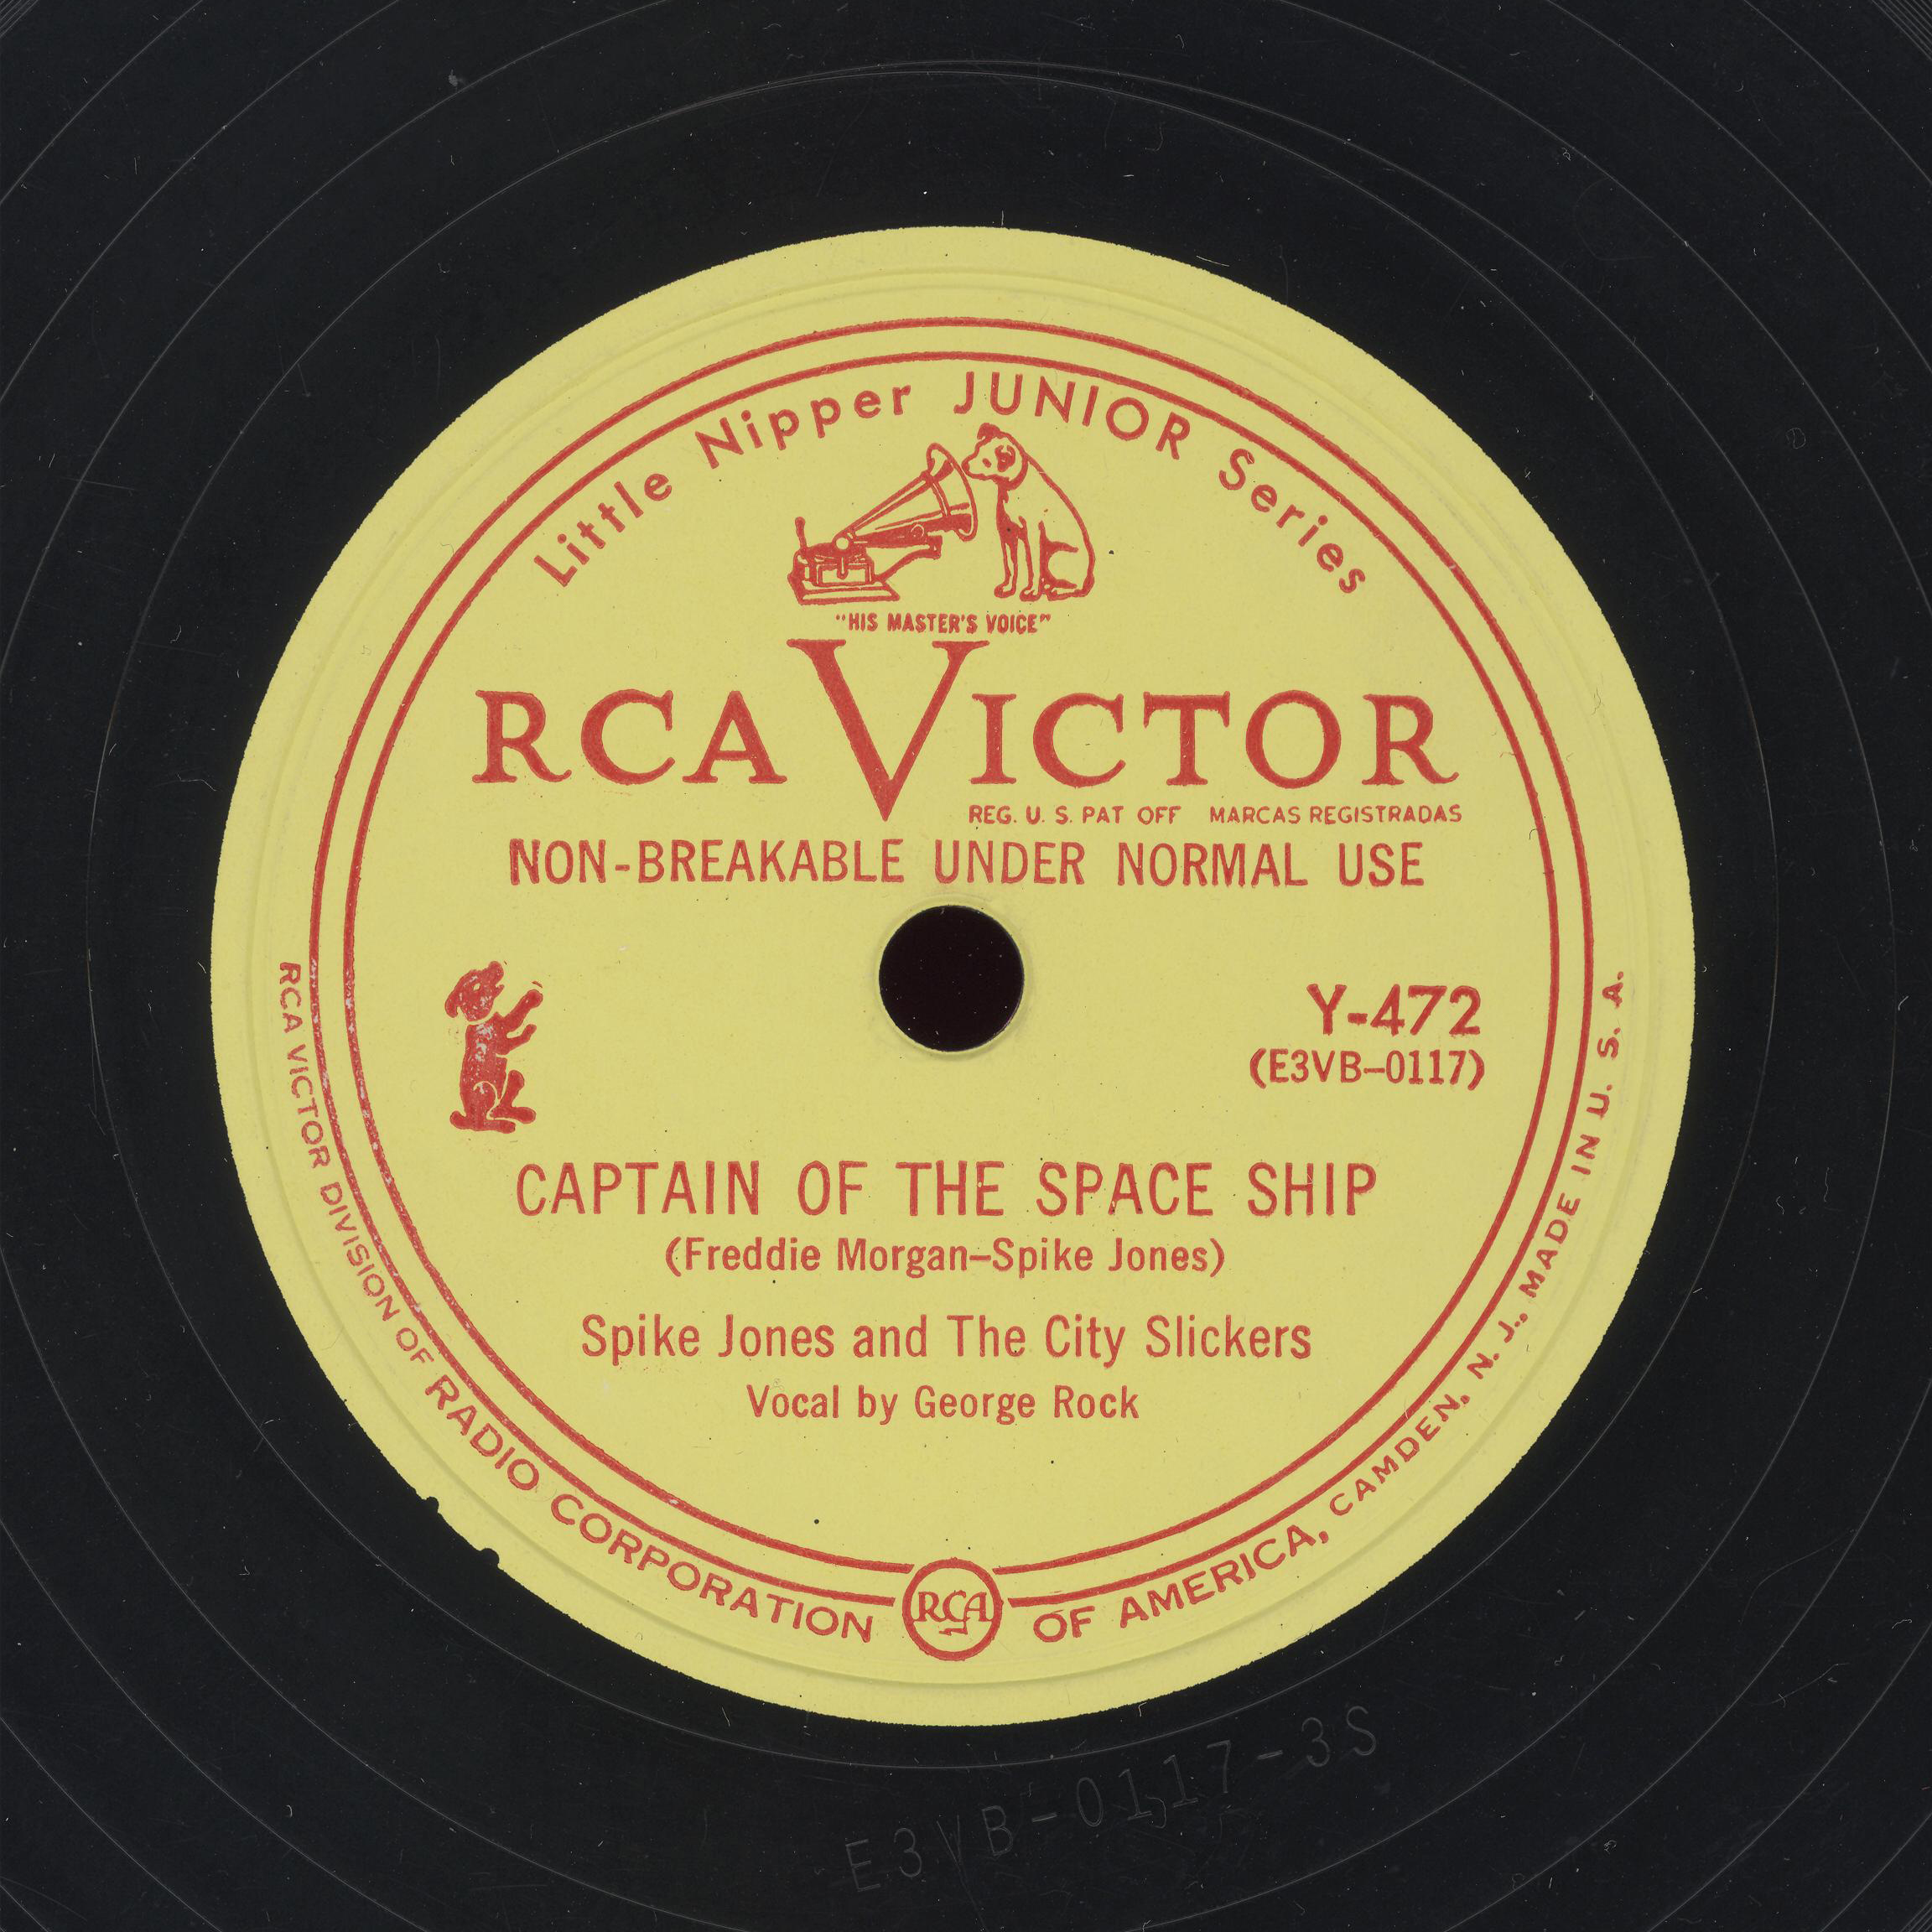 Little Nipper JUNIOR Series
"HIS MASTER'S VOICE"
RCA VICTOR
REG. U. S. PAT OFF MARCAS REGISTRADAS
NON-BREAKABLE UNDER NORMAL USE
Y-472
(E3VB-0117)
CAPTAIN OF THE SPACE SHIP
(Freddie Morgan-Spike Jones)
Spike Jones and The City Slickers
Vocal by George Rock
RCA VICTOR DIVISION OF RADIO CORPORATION OF AMERICA, CAMDEN, N. J., MADE IN U. S. A.
RCA
E3VB-0117-3S